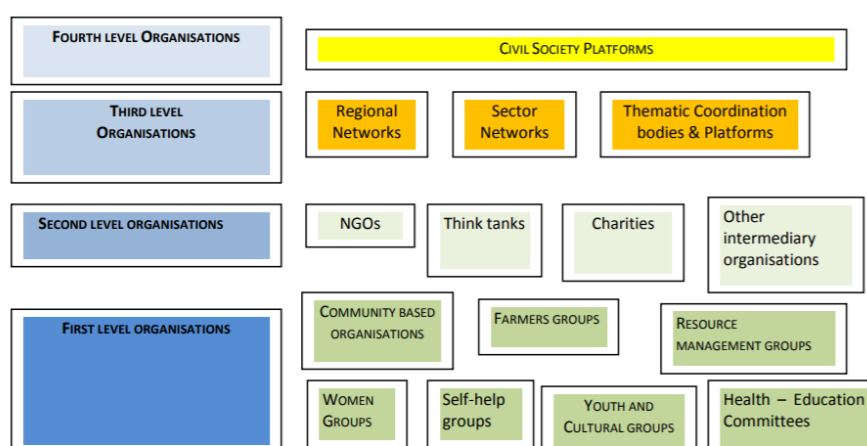 FOURTH LEVEL ORGANISATIONS
CIVIL SOCIETY PLATFORMS
THIRD LEVEL
ORGANISATIONS
Regional
Networks
Sector
Networks
Thematic Coordination
bodies & Platforms
SECOND LEVEL ORGANISATIONS
NGOs
Think tanks
Charities
Other
intermediary
organisations
FIRST LEVEL ORGANISATIONS
COMMUNITY BASED
ORGANISATIONS
FARMERS GROUPS
RESOURCE
MANAGEMENT GROUPS
WOMEN
GROUPS
Self-help
groups
YOUTH AND
CULTURAL GROUPS
Health – Education
Committees